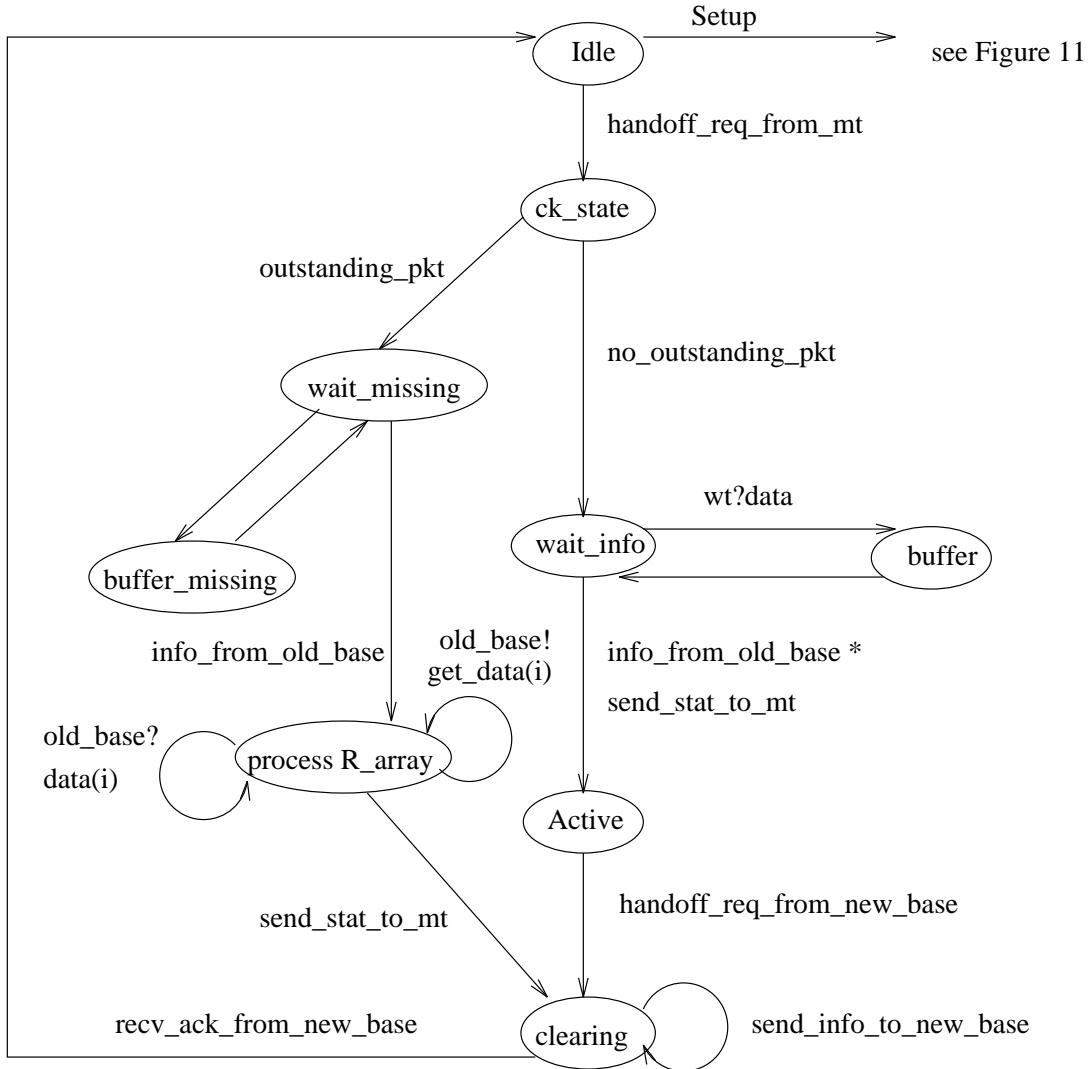 Setup
Idle
see Figure 11
handoff_req_from_mt
ck_state
outstanding_pkt
no_outstanding_pkt
wait_missing
wt?data
wait_info
buffer
buffer_missing
info_from_old_base
old_base!
get_data(i)
info_from_old_base *
send_stat_to_mt
old_base?
data(i)
process R_array
Active
send_stat_to_mt
handoff_req_from_new_base
recv_ack_from_new_base
clearing
send_info_to_new_base